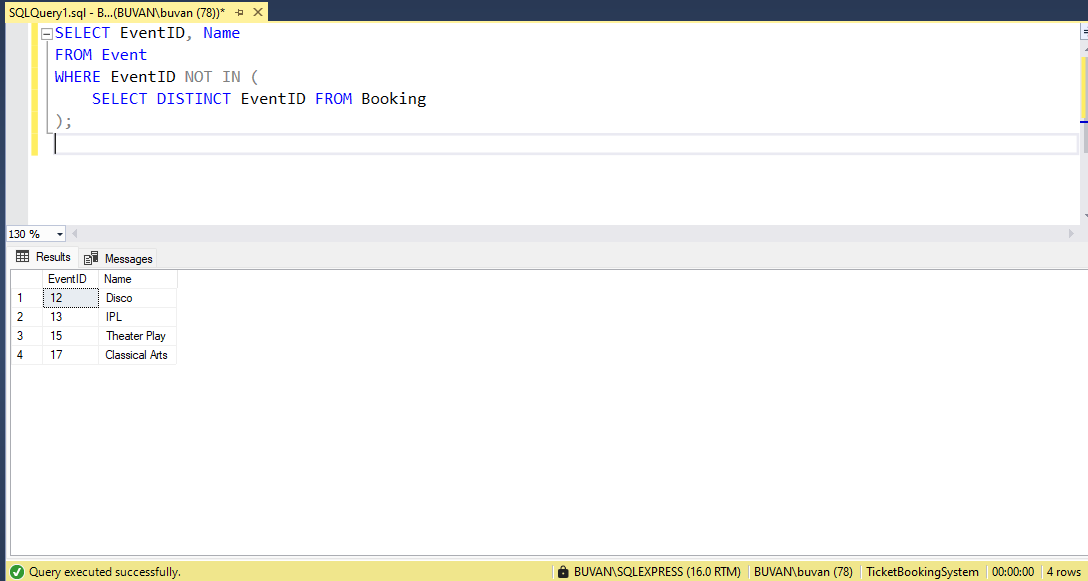 SQLQuery1.sql - B...(BUVAN\buvan (78))*
SELECT EventID, Name
FROM Event
WHERE EventID NOT IN (
    SELECT DISTINCT EventID FROM Booking
);
130 %
Results Messages
EventID Name
1 12 Disco
2 13 IPL
3 15 Theater Play
4 17 Classical Arts
Query executed successfully. BUVAN\SQLEXPRESS (16.0 RTM) BUVAN\buvan (78) TicketBookingSystem 00:00:00 4 rows